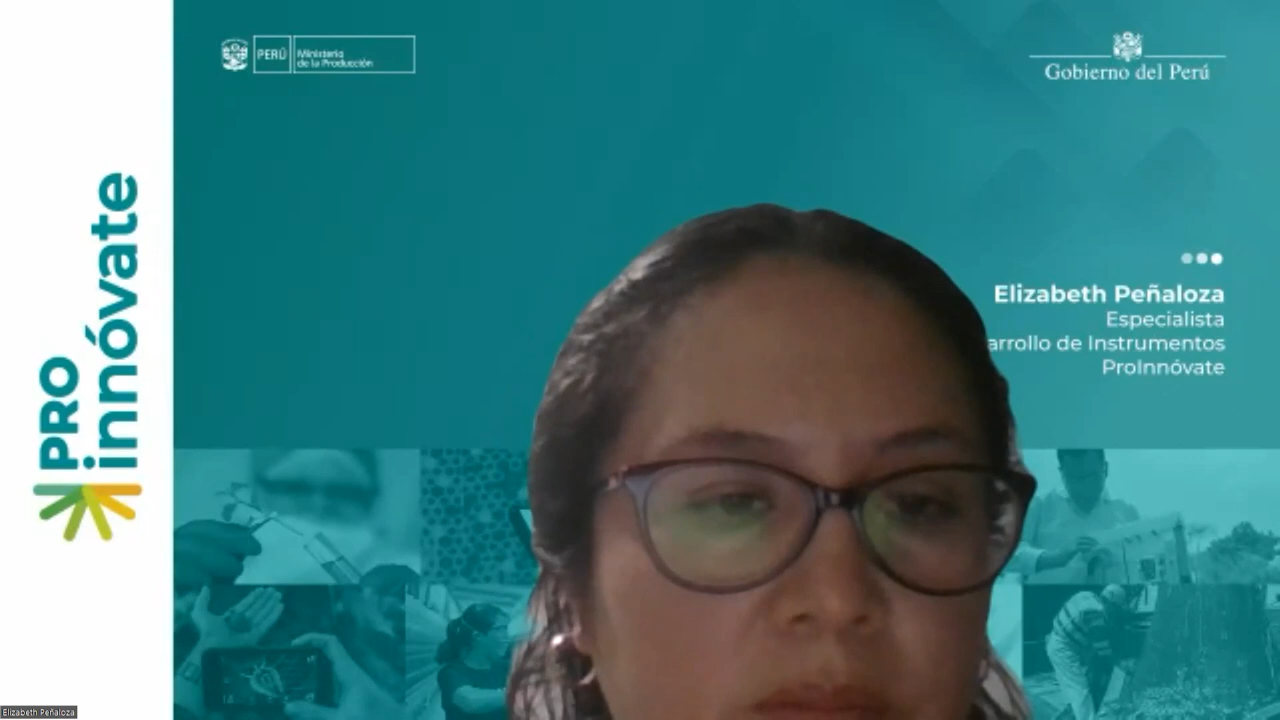 PERÚ
Ministerio
de la Producción
Gobierno del Perú
PRO
innóvate
Elizabeth Peñaloza
Especialista
arrollo de Instrumentos
ProInnóvate
Elizabeth Peñaloza